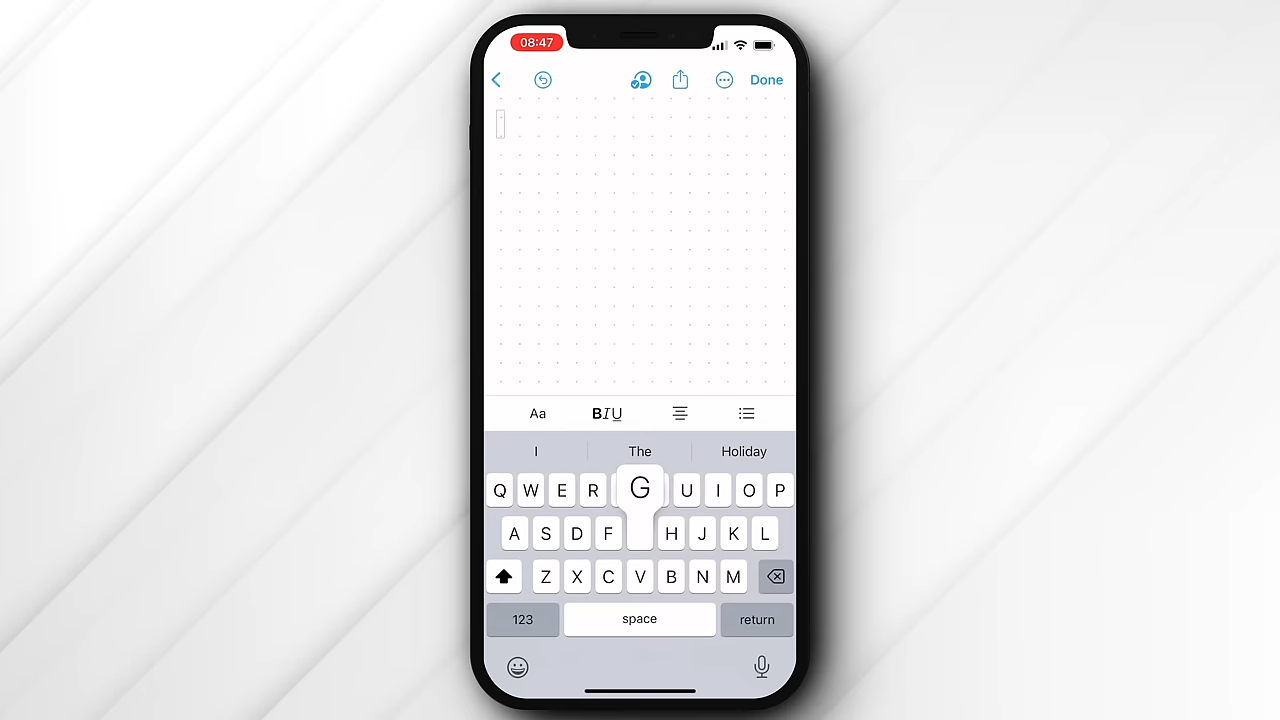 08:47
Done
Aa
BIU
I The Holiday
Q W E R G U I O P
A S D F H J K L
Z X C V B N M
123 space return